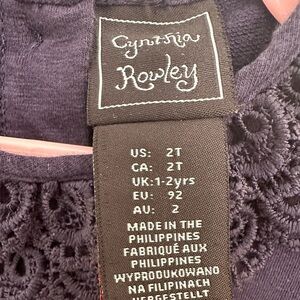 Cynthia
Rowley
US: 2T
CA: 2T
UK: 1-2yrs
EU: 92
AU: 2
MADE IN THE
PHILIPPINES
FABRIQUÉ AUX
PHILIPPINES
WYPRODUKOWANO
NA FILIPINACH
HERGESTELLT